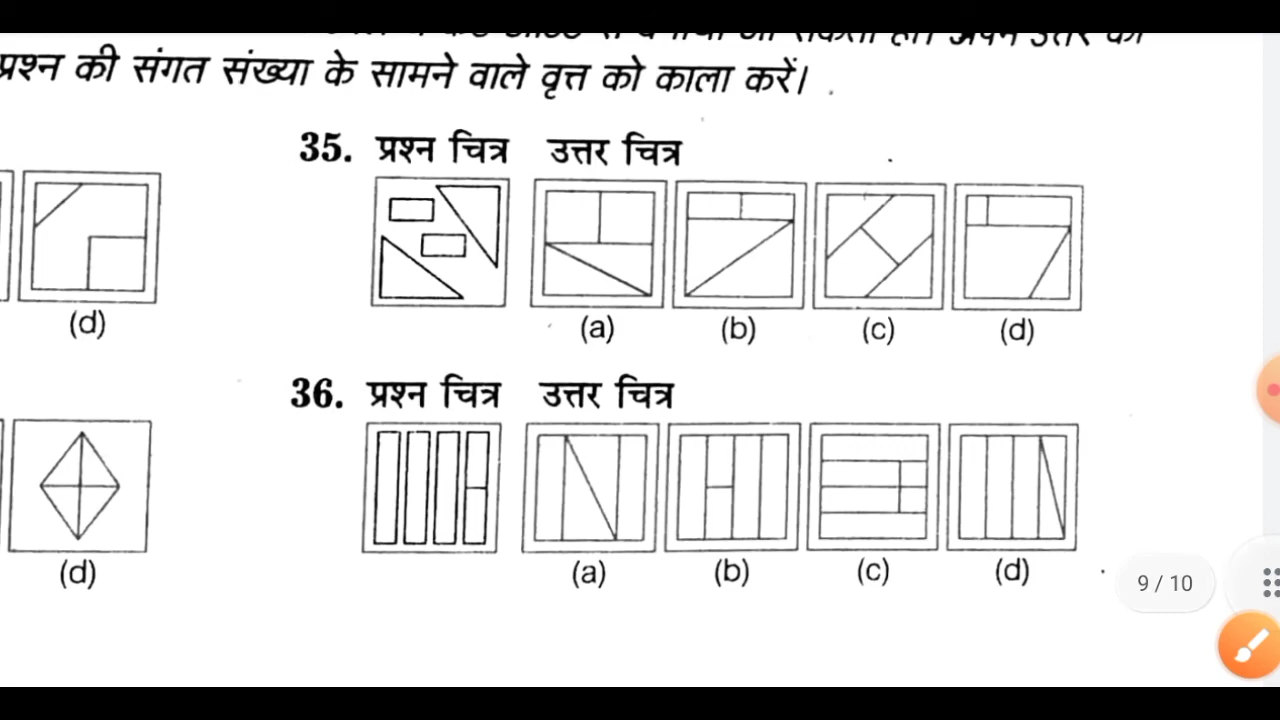 प्रश्न की संगत संख्या के सामने वाले वृत्त को काला करें।
35. प्रश्न चित्र उत्तर चित्र
(d)
(a) (b) (c) (d)
36. प्रश्न चित्र उत्तर चित्र
(d)
(a) (b) (c) (d)
9 / 10